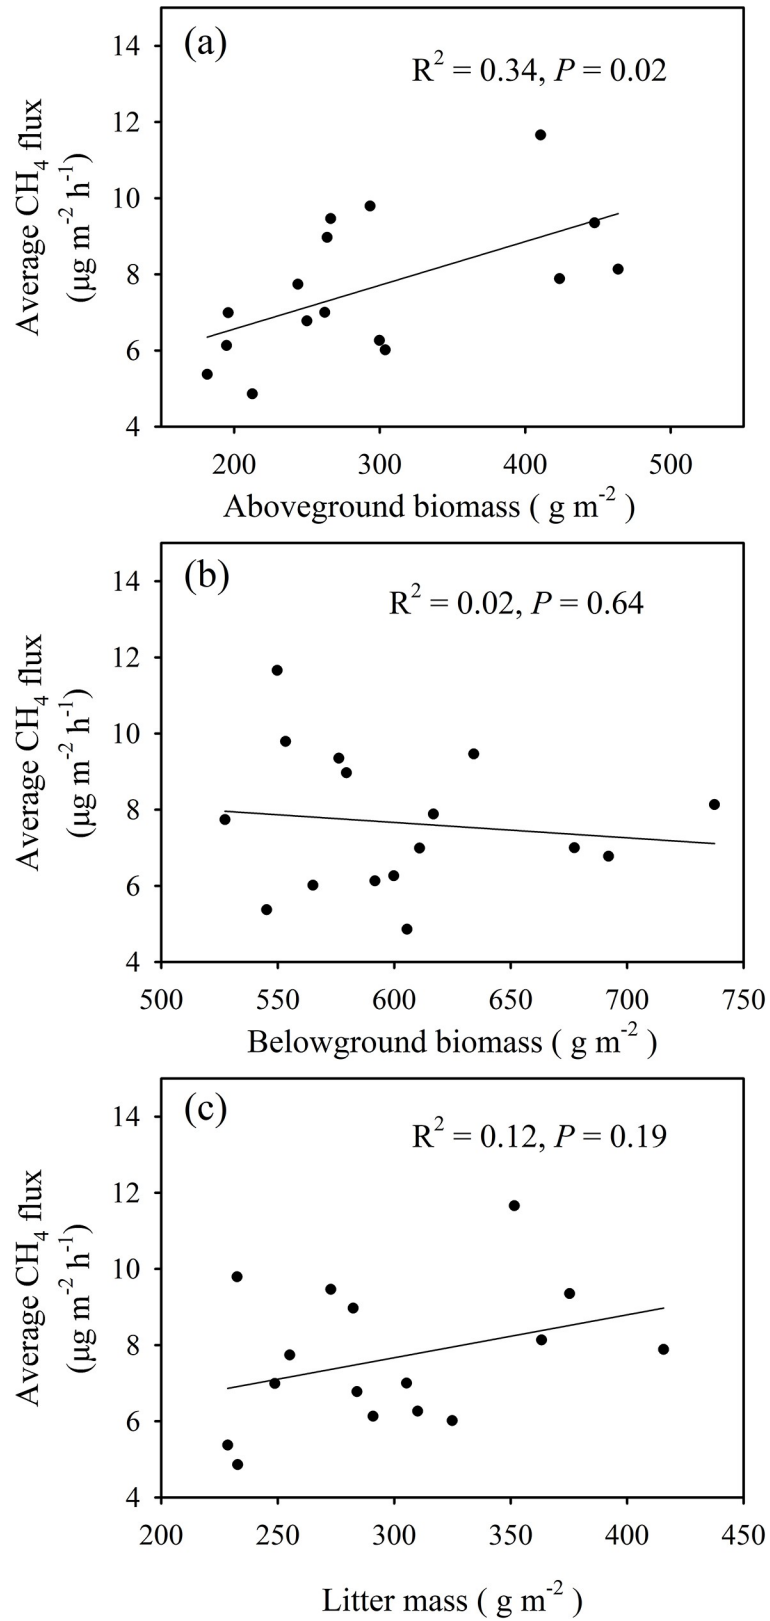 (a)
R² = 0.34, P = 0.02
Average CH₄ flux
(µg m⁻² h⁻¹)
14
12
10
8
6
4
200 300 400 500
Aboveground biomass ( g m⁻² )
(b)
R² = 0.02, P = 0.64
Average CH₄ flux
(µg m⁻² h⁻¹)
14
12
10
8
6
4
500 550 600 650 700 750
Belowground biomass ( g m⁻² )
(c)
R² = 0.12, P = 0.19
Average CH₄ flux
(µg m⁻² h⁻¹)
14
12
10
8
6
4
200 250 300 350 400 450
Litter mass ( g m⁻² )